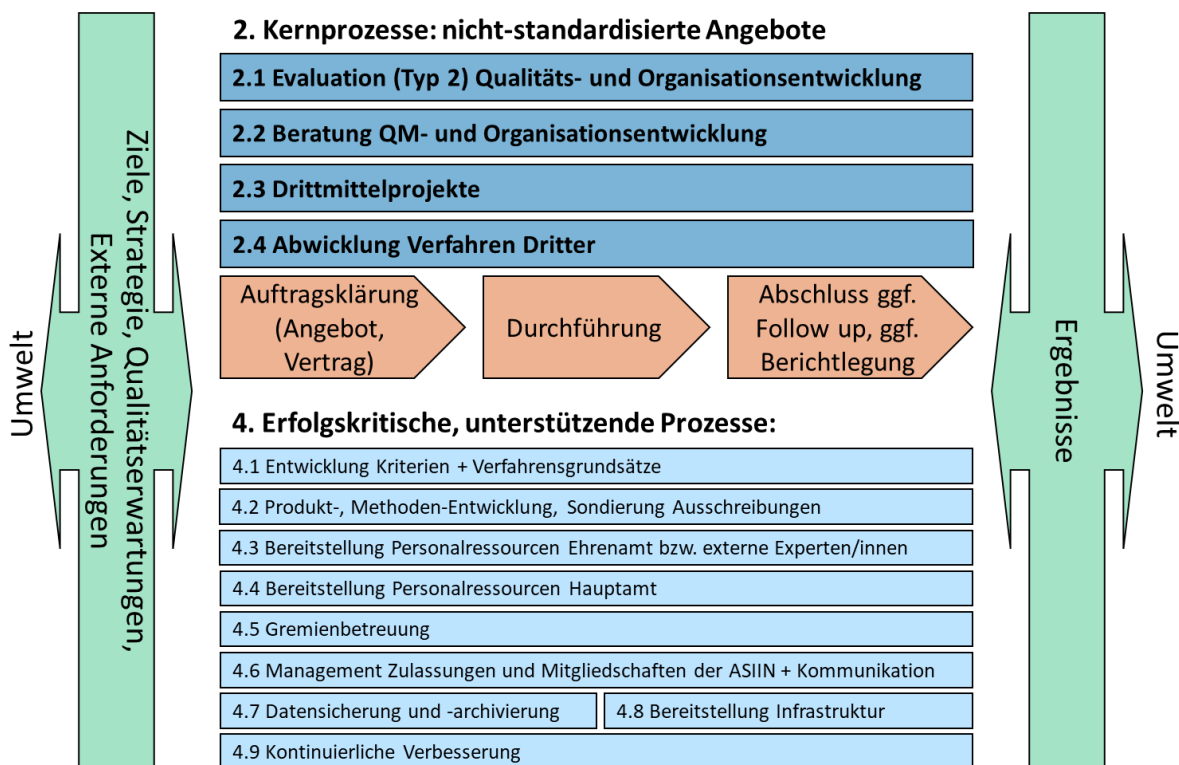 2. Kernprozesse: nicht-standardisierte Angebote
2.1 Evaluation (Typ 2) Qualitäts- und Organisationsentwicklung
2.2 Beratung QM- und Organisationsentwicklung
2.3 Drittmittelprojekte
2.4 Abwicklung Verfahren Dritter
Auftragsklärung
(Angebot,
Vertrag)
Durchführung
Abschluss ggf.
Follow up, ggf.
Berichtlegung
4. Erfolgskritische, unterstützende Prozesse:
4.1 Entwicklung Kriterien + Verfahrensgrundsätze
4.2 Produkt-, Methoden-Entwicklung, Sondierung Ausschreibungen
4.3 Bereitstellung Personalressourcen Ehrenamt bzw. externe Experten/innen
4.4 Bereitstellung Personalressourcen Hauptamt
4.5 Gremienbetreuung
4.6 Management Zulassungen und Mitgliedschaften der ASIIN + Kommunikation
4.7 Datensicherung und -archivierung
4.8 Bereitstellung Infrastruktur
4.9 Kontinuierliche Verbesserung
Umwelt
Ziele, Strategie, Qualitätserwartungen,
Externe Anforderungen
Ergebnisse
Umwelt